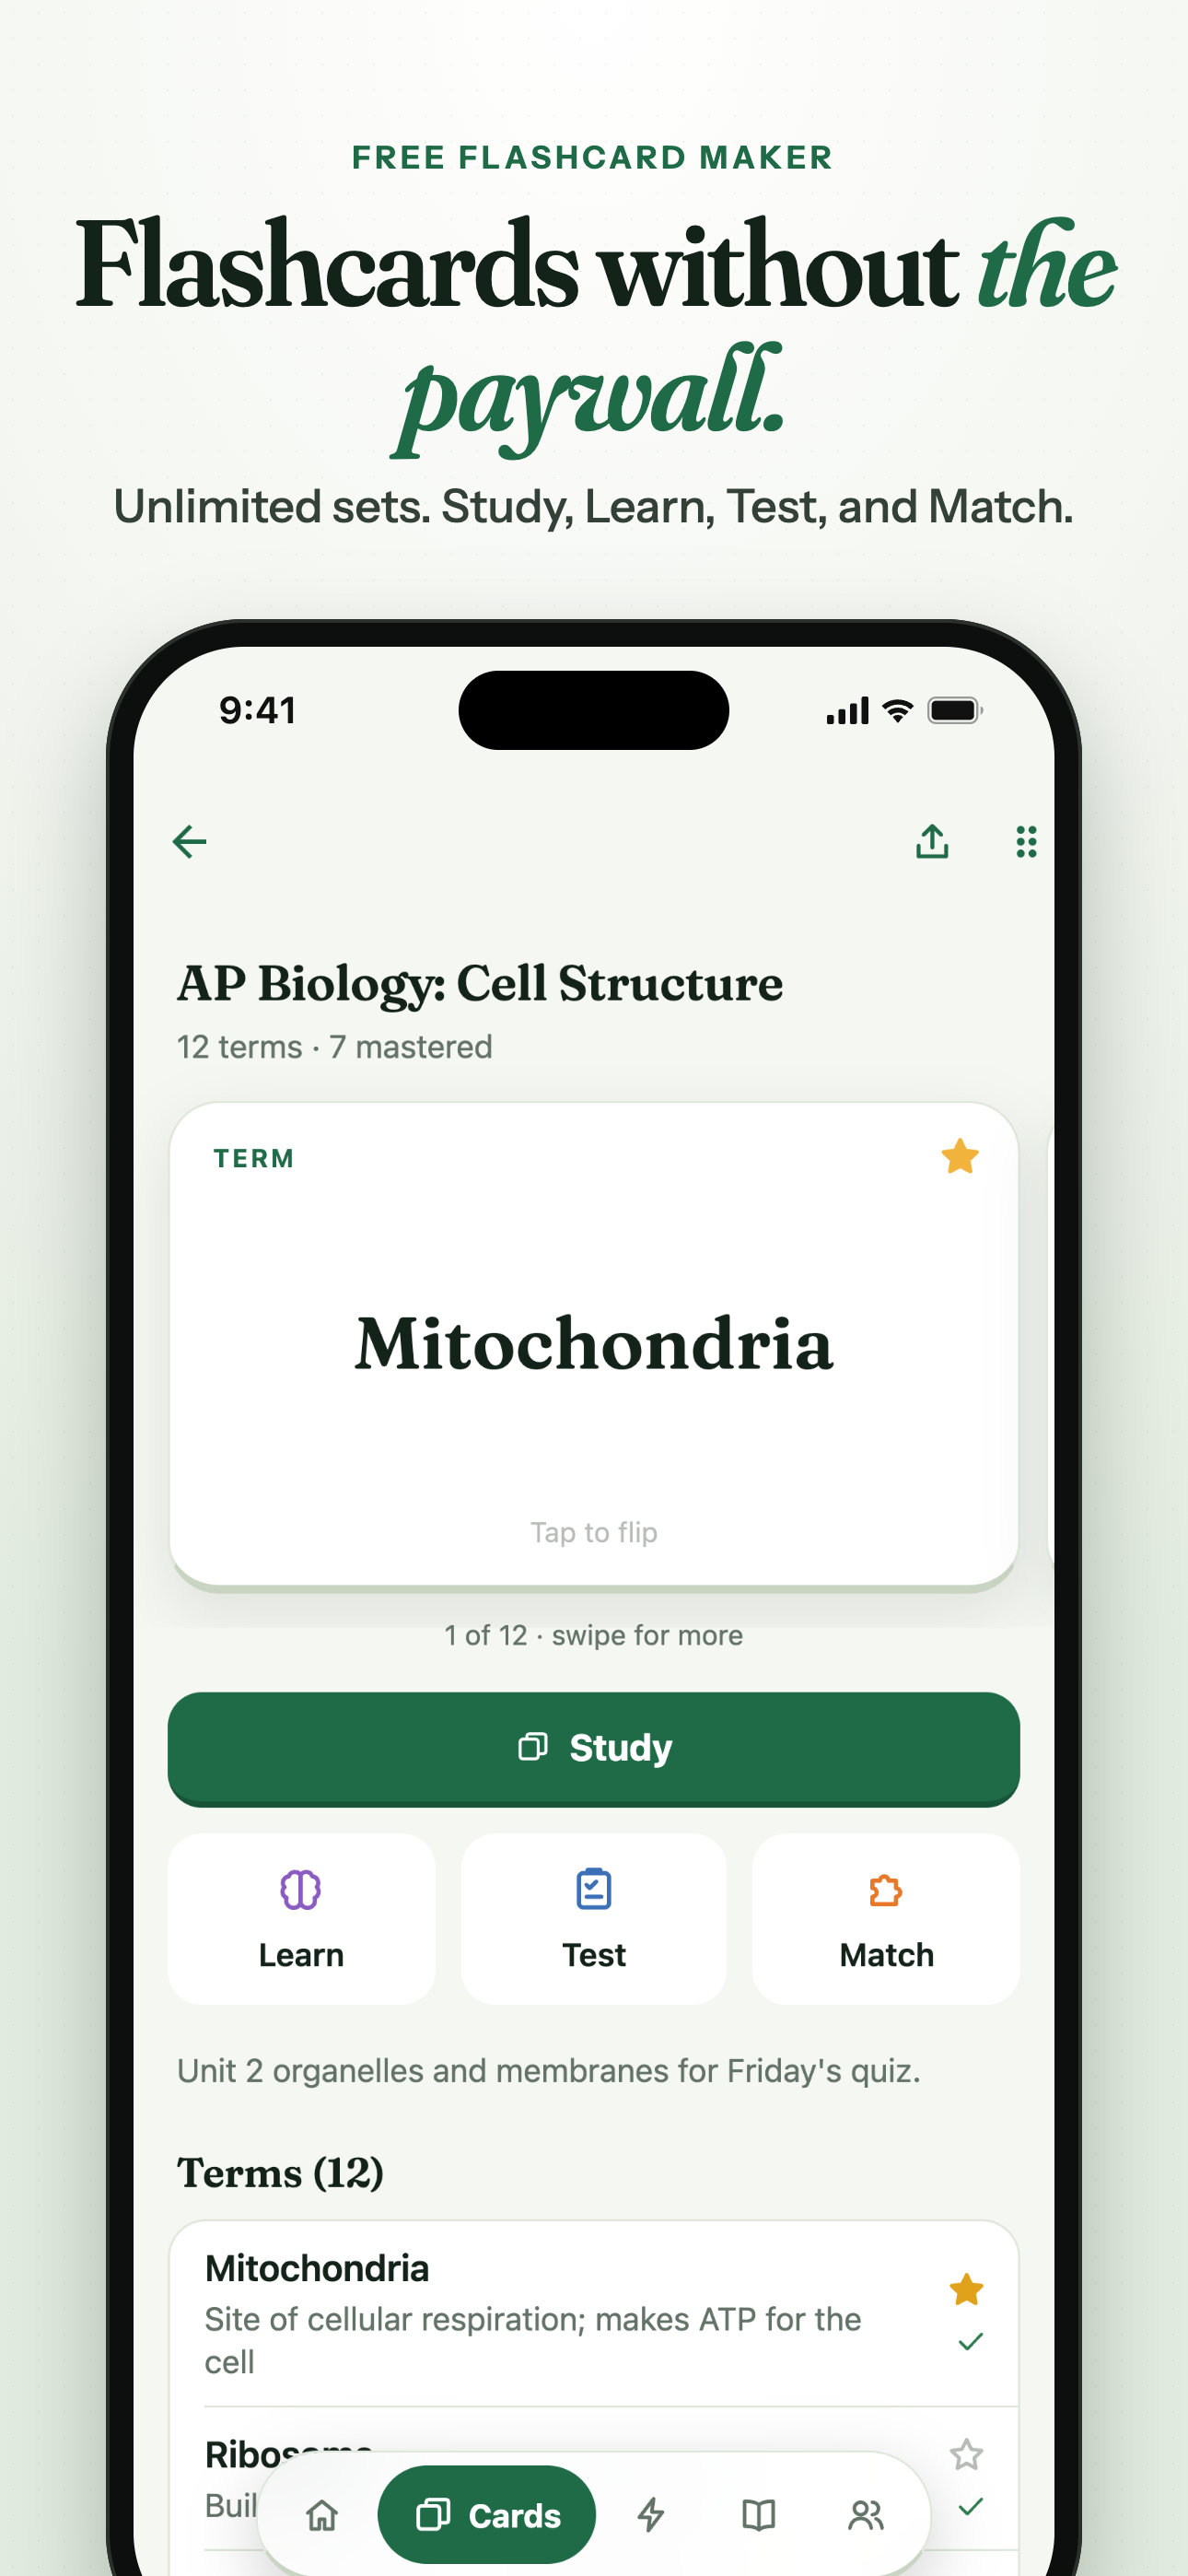 FREE FLASHCARD MAKER
Flashcards without the
paywall.
Unlimited sets. Study, Learn, Test, and Match.
9:41
AP Biology: Cell Structure
12 terms · 7 mastered
TERM
Mitochondria
Tap to flip
1 of 12 · swipe for more
Study
Learn
Test
Match
Unit 2 organelles and membranes for Friday's quiz.
Terms (12)
Mitochondria
Site of cellular respiration; makes ATP for the
cell
Ribosome
Buil
Cards